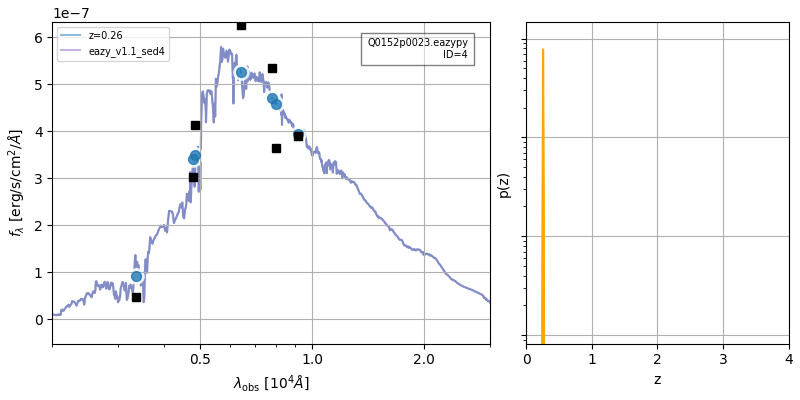 1e−7
6
5
4
3
2
1
0
0.5
1.0
2.0
f_λ [erg/s/cm²/Å]
λ_obs [10⁴Å]
z=0.26
eazy_v1.1_sed4
Q0152p0023.eazypy
ID=4
p(z)
0
1
2
3
4
z